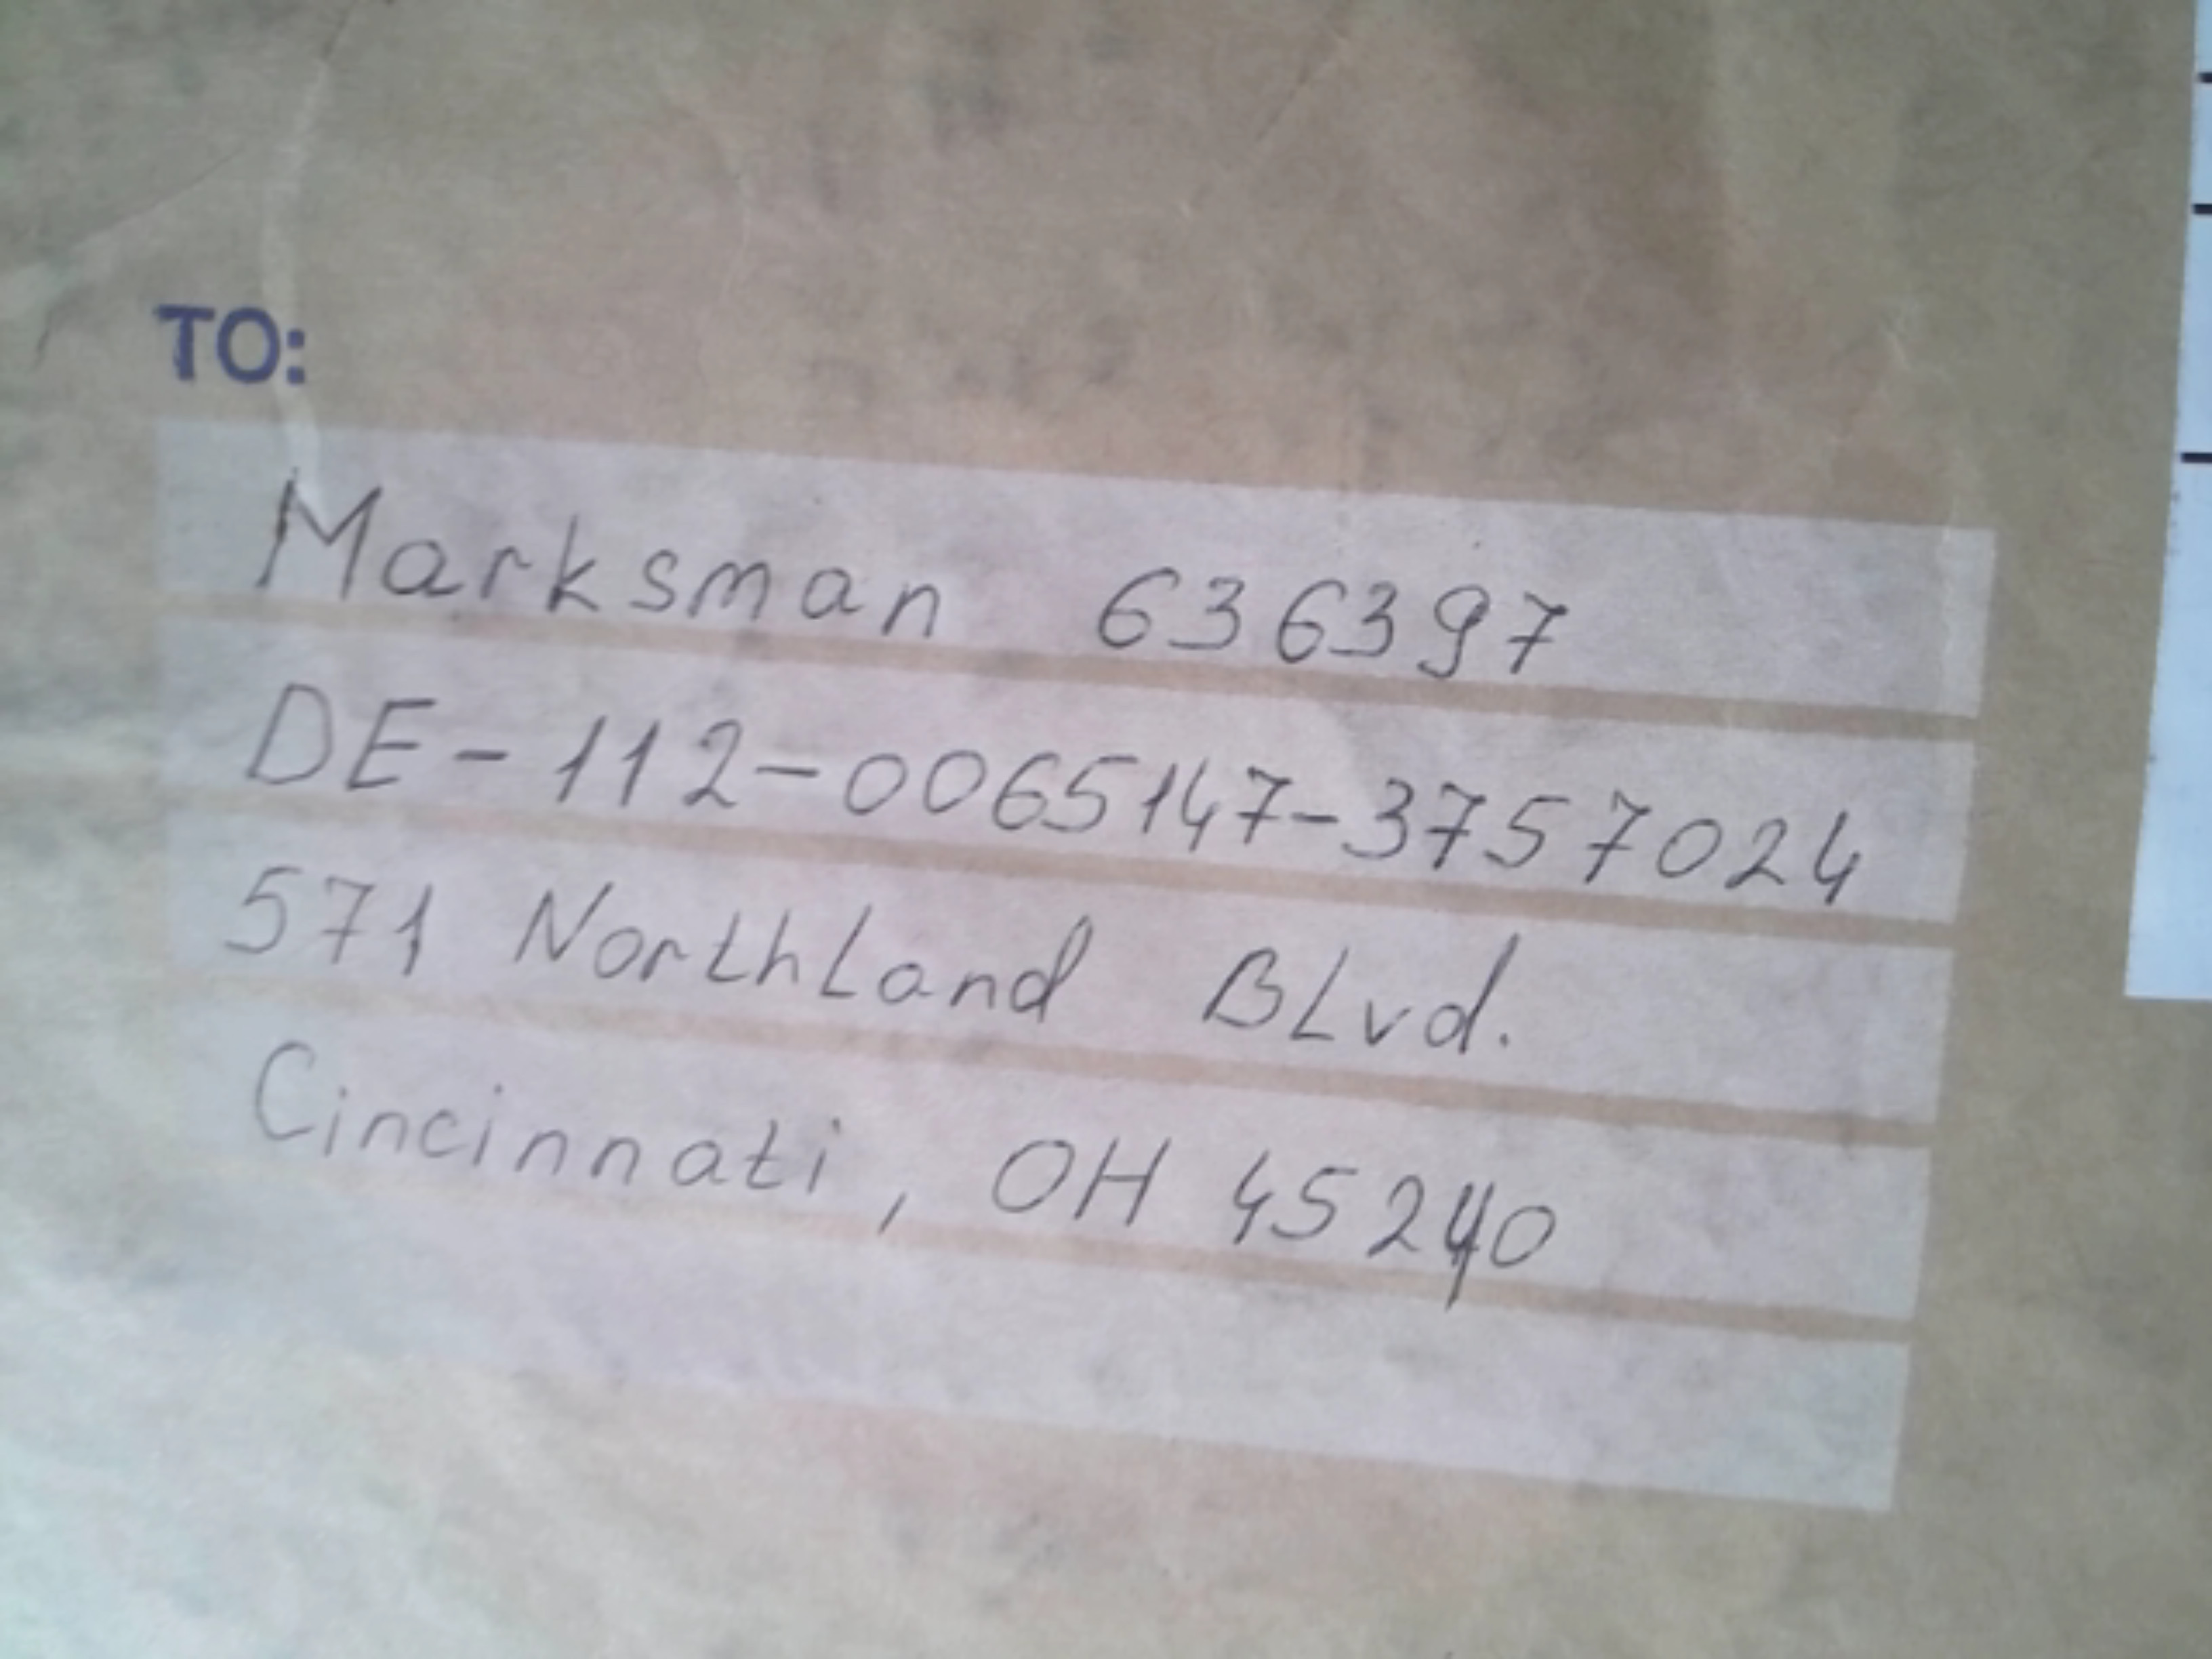 TO:
Marksman 636397
DE-112-0065147-3757024
571 Northland Blvd.
Cincinnati, OH 45240